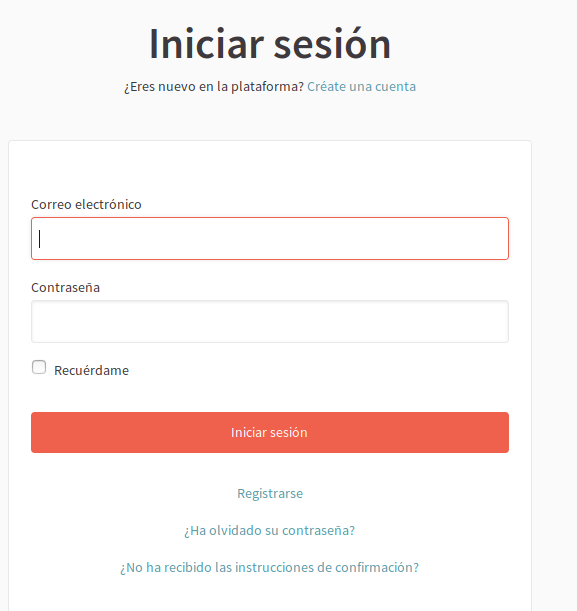 Iniciar sesión
¿Eres nuevo en la plataforma? Créate una cuenta
Correo electrónico
Contraseña
Recuérdame
Iniciar sesión
Registrarse
¿Ha olvidado su contraseña?
¿No ha recibido las instrucciones de confirmación?